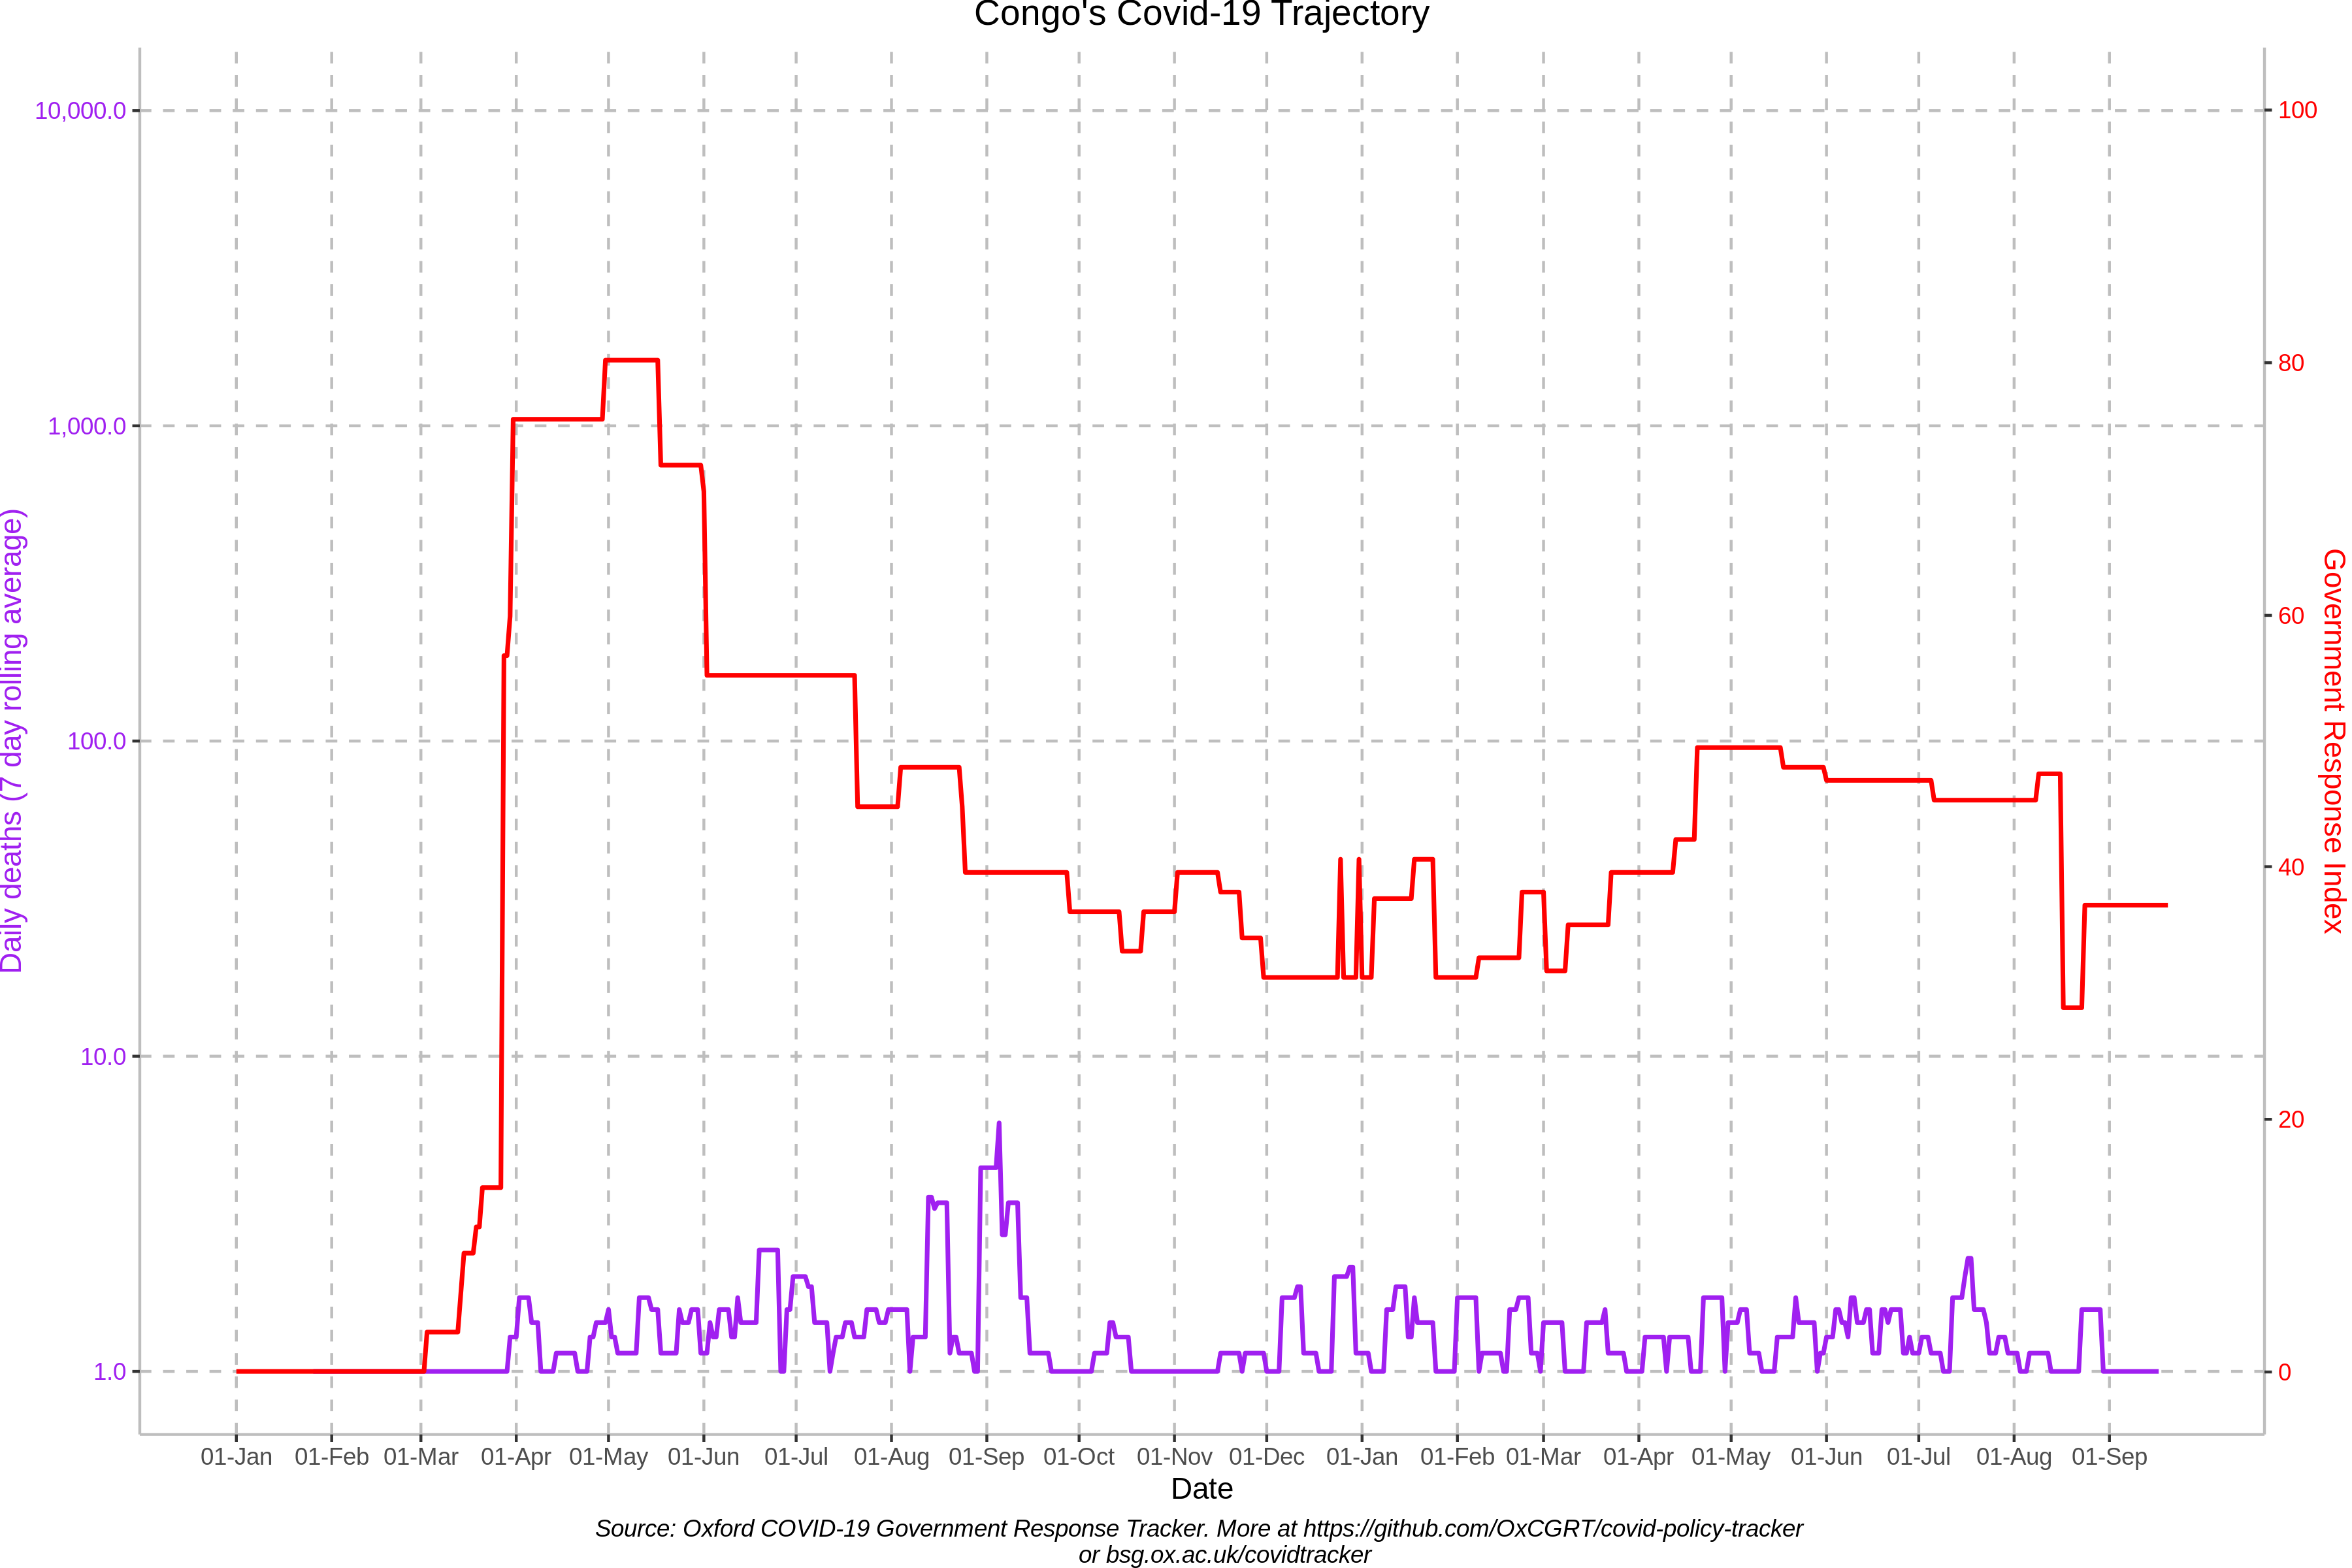 Congo's Covid-19 Trajectory
10,000.0
1,000.0
100.0
10.0
1.0
Daily deaths (7 day rolling average)
100
80
60
40
20
0
Government Response Index
01-Jan 01-Feb 01-Mar 01-Apr 01-May 01-Jun 01-Jul 01-Aug 01-Sep 01-Oct 01-Nov 01-Dec 01-Jan 01-Feb 01-Mar 01-Apr 01-May 01-Jun 01-Jul 01-Aug 01-Sep
Date
Source: Oxford COVID-19 Government Response Tracker. More at https://github.com/OxCGRT/covid-policy-tracker
or bsg.ox.ac.uk/covidtracker